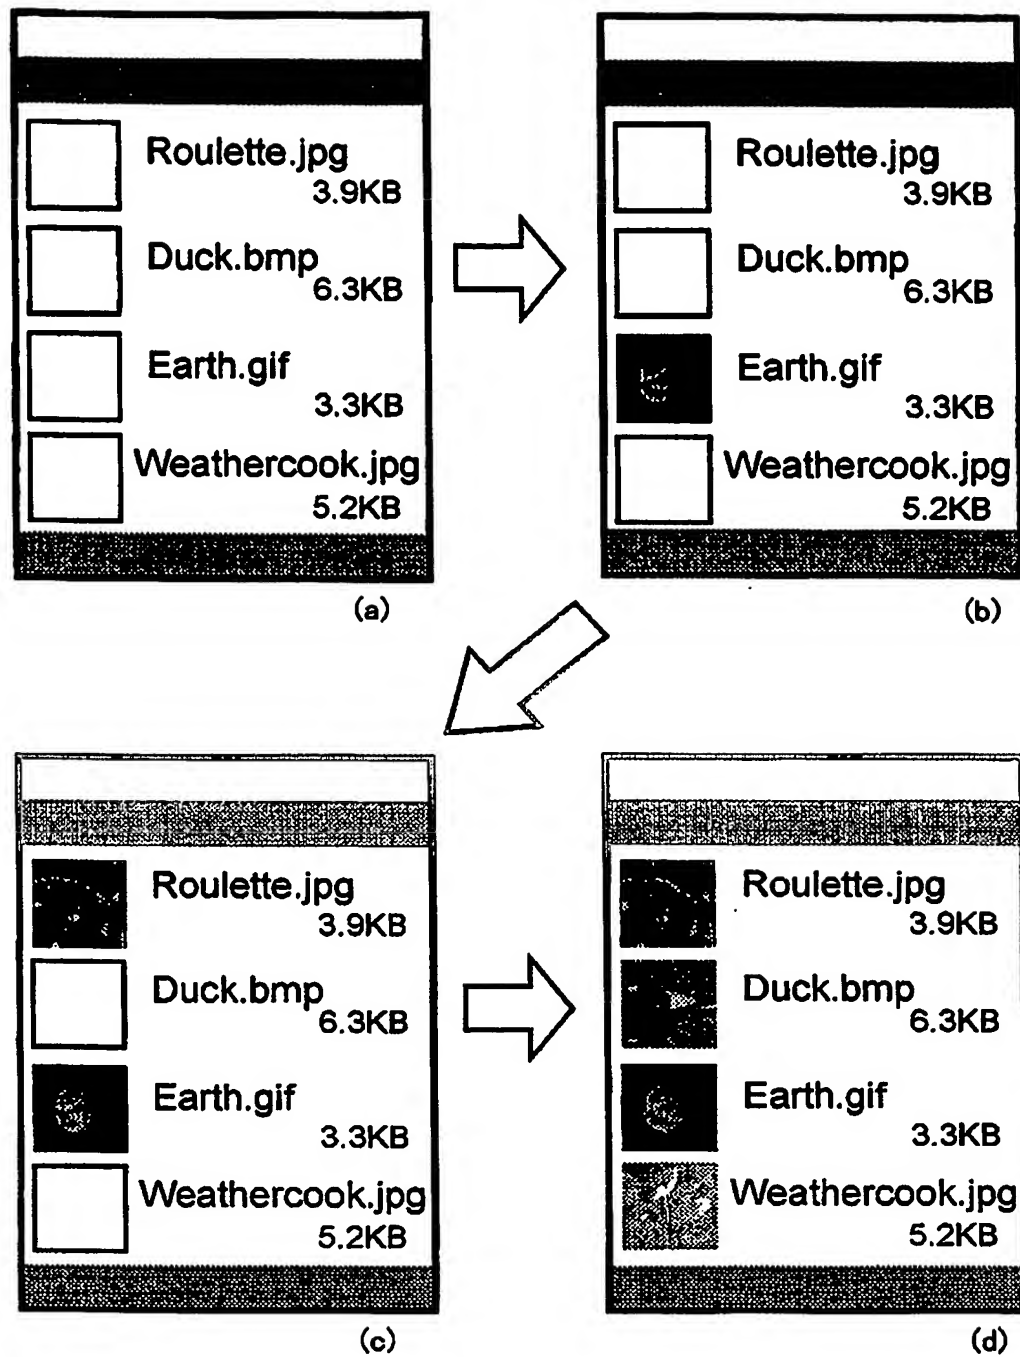 Roulette.jpg
3.9KB
Duck.bmp
6.3KB
Earth.gif
3.3KB
Weathercook.jpg
5.2KB
(a)
Roulette.jpg
3.9KB
Duck.bmp
6.3KB
Earth.gif
3.3KB
Weathercook.jpg
5.2KB
(b)
Roulette.jpg
3.9KB
Duck.bmp
6.3KB
Earth.gif
3.3KB
Weathercook.jpg
5.2KB
(c)
Roulette.jpg
3.9KB
Duck.bmp
6.3KB
Earth.gif
3.3KB
Weathercook.jpg
5.2KB
(d)